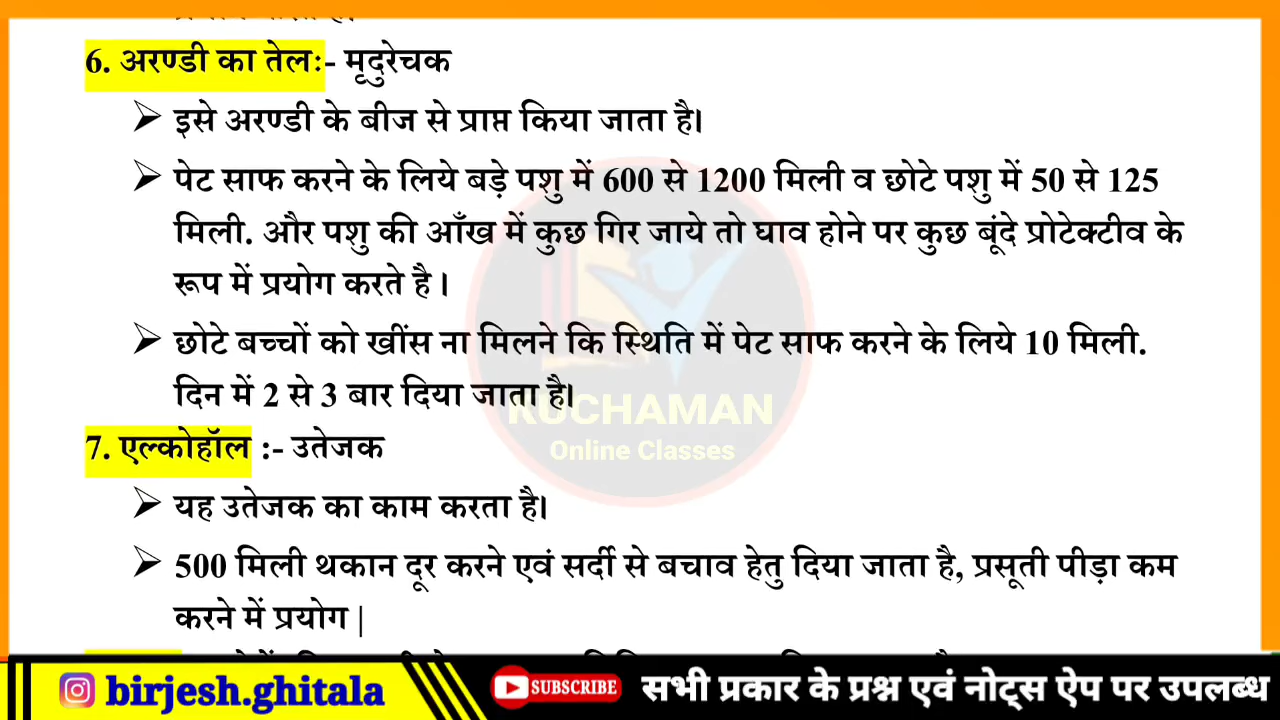 6. अरण्डी का तेलः- मृदुरेचक
➢ इसे अरण्डी के बीज से प्राप्त किया जाता है।
➢ पेट साफ करने के लिये बड़े पशु में 600 से 1200 मिली व छोटे पशु में 50 से 125
मिली. और पशु की आँख में कुछ गिर जाये तो घाव होने पर कुछ बूंदे प्रोटेक्टीव के
रूप में प्रयोग करते है ।
➢ छोटे बच्चों को खींस ना मिलने कि स्थिति में पेट साफ करने के लिये 10 मिली.
दिन में 2 से 3 बार दिया जाता है।
KUCHAMAN
Online Classes
7. एल्कोहॉल :- उतेजक
➢ यह उतेजक का काम करता है।
➢ 500 मिली थकान दूर करने एवं सर्दी से बचाव हेतु दिया जाता है, प्रसूती पीड़ा कम
करने में प्रयोग |
birjesh.ghitala SUBSCRIBE सभी प्रकार के प्रश्न एवं नोट्स ऐप पर उपलब्ध